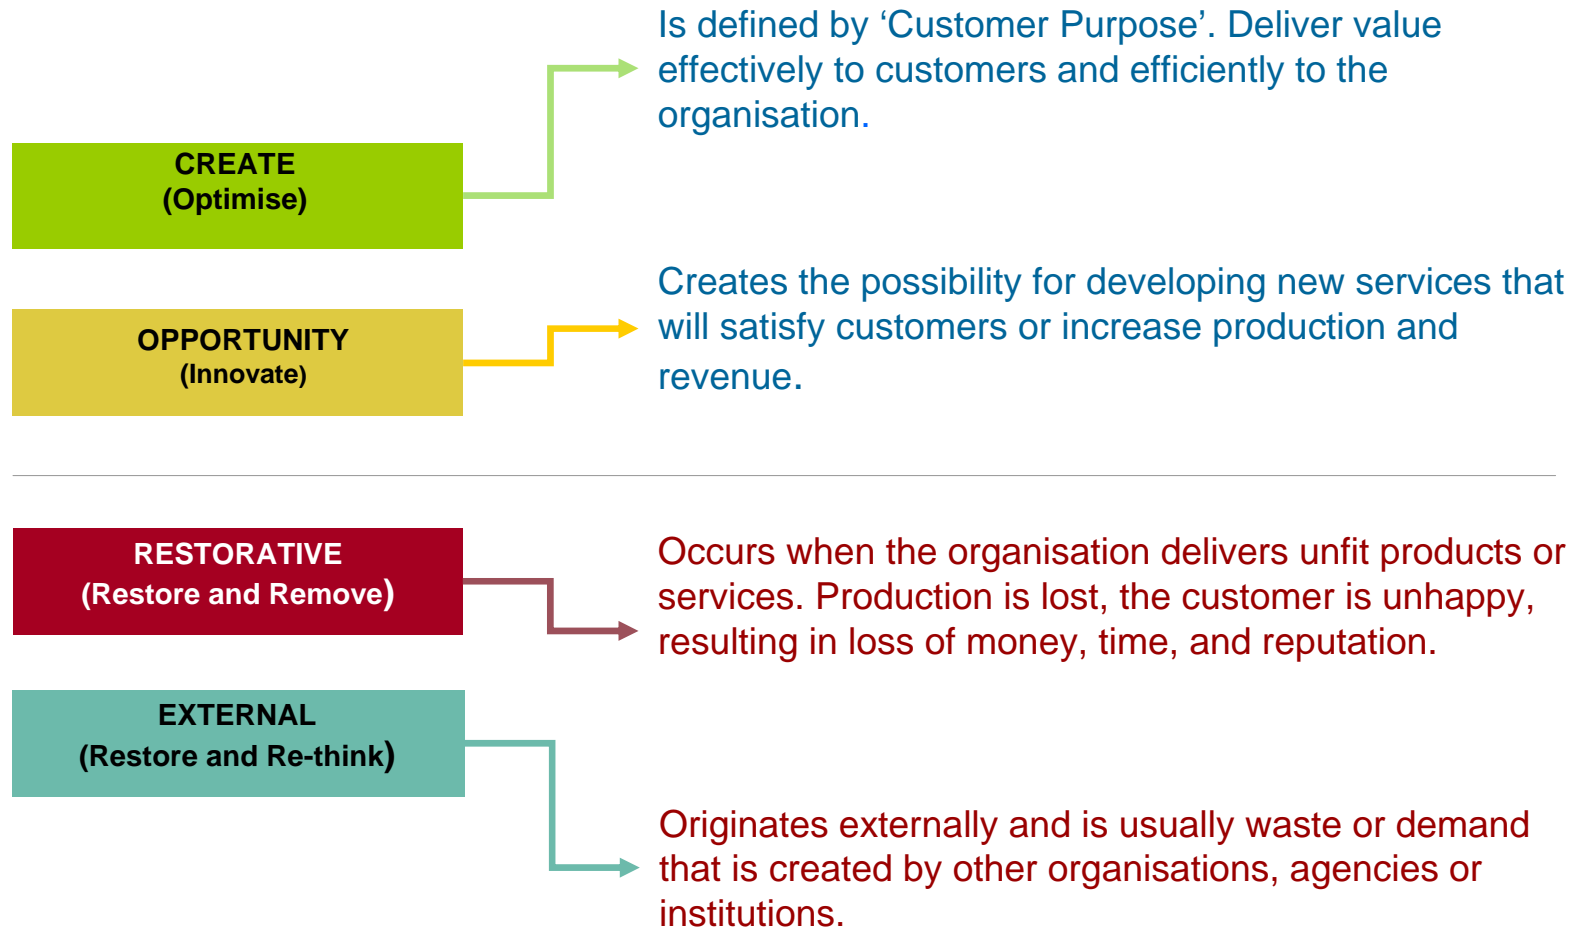 Is defined by ‘Customer Purpose’. Deliver value
effectively to customers and efficiently to the
organisation.
CREATE
(Optimise)
Creates the possibility for developing new services that
will satisfy customers or increase production and
revenue.
OPPORTUNITY
(Innovate)
RESTORATIVE
(Restore and Remove)
Occurs when the organisation delivers unfit products or
services. Production is lost, the customer is unhappy,
resulting in loss of money, time, and reputation.
EXTERNAL
(Restore and Re-think)
Originates externally and is usually waste or demand
that is created by other organisations, agencies or
institutions.